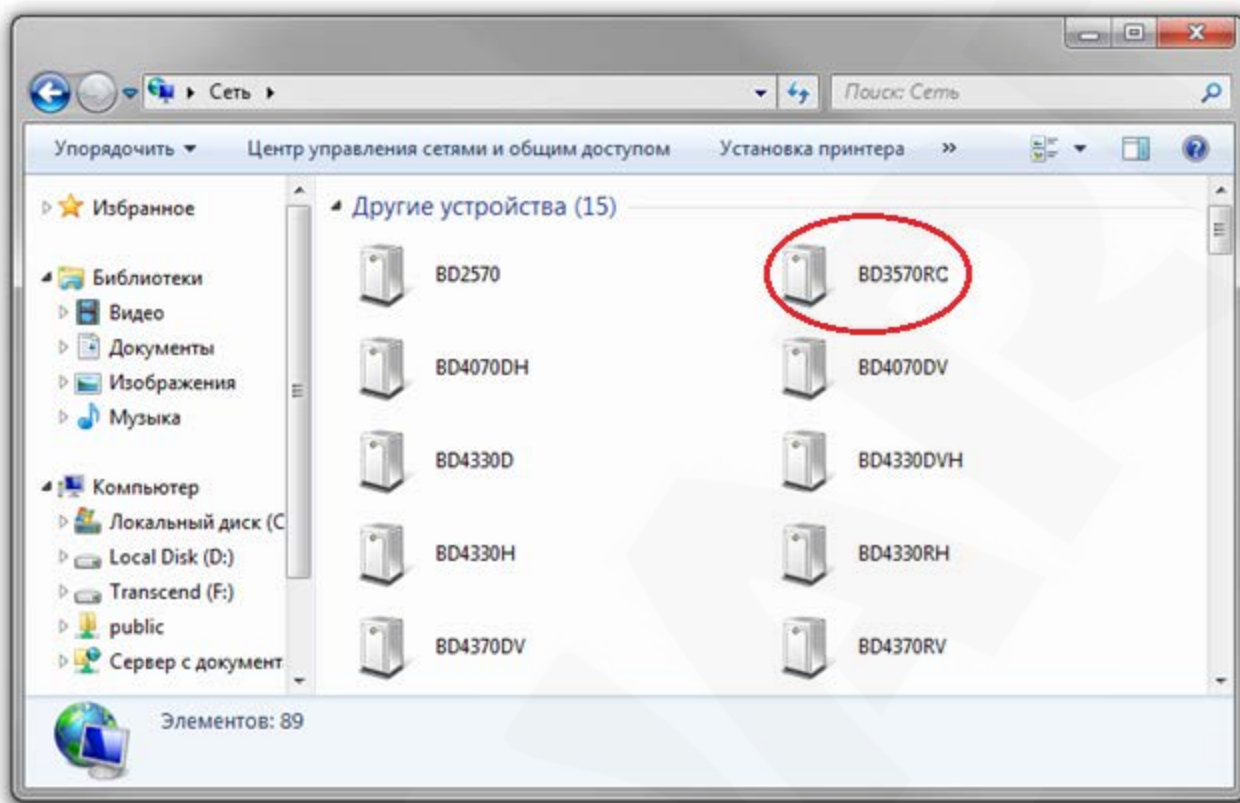 Сеть
Поиск: Сеть
Упорядочить
Центр управления сетями и общим доступом
Установка принтера
»
Избранное
Библиотеки
Видео
Документы
Изображения
Музыка
Компьютер
Локальный диск (C
Local Disk (D:)
Transcend (F:)
public
Сервер с документ
Другие устройства (15)
BD2570
BD3570RC
BD4070DH
BD4070DV
BD4330D
BD4330DVH
BD4330H
BD4330RH
BD4370DV
BD4370RV
Элементов: 89